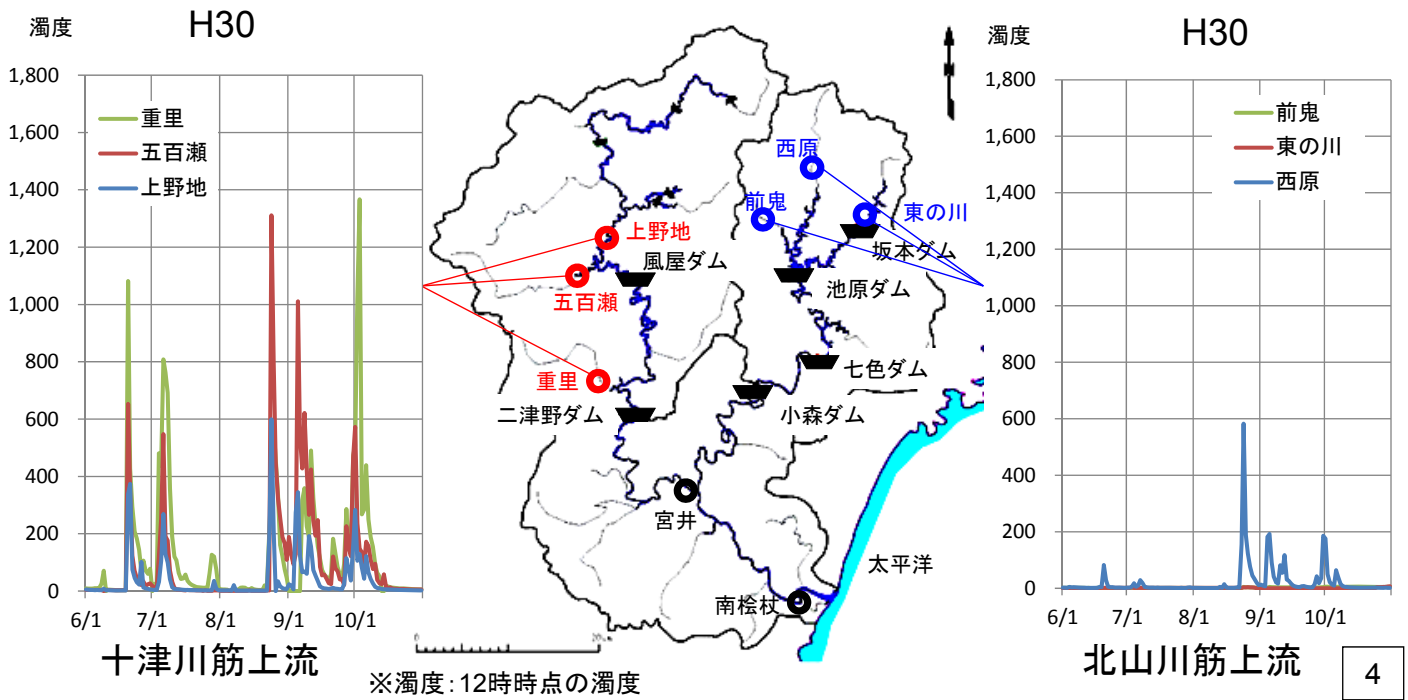 濁度
H30
1,800
1,600
1,400
1,200
1,000
800
600
400
200
0
重里
五百瀬
上野地
6/1 7/1 8/1 9/1 10/1
十津川筋上流
西原
前鬼
東の川
坂本ダム
上野地
風屋ダム
五百瀬
池原ダム
七色ダム
重里
二津野ダム
小森ダム
宮井
太平洋
南桧杖
0
※濁度:12時時点の濁度
濁度
H30
1,800
1,600
1,400
1,200
1,000
800
600
400
200
0
前鬼
東の川
西原
6/1 7/1 8/1 9/1 10/1
北山川筋上流
4